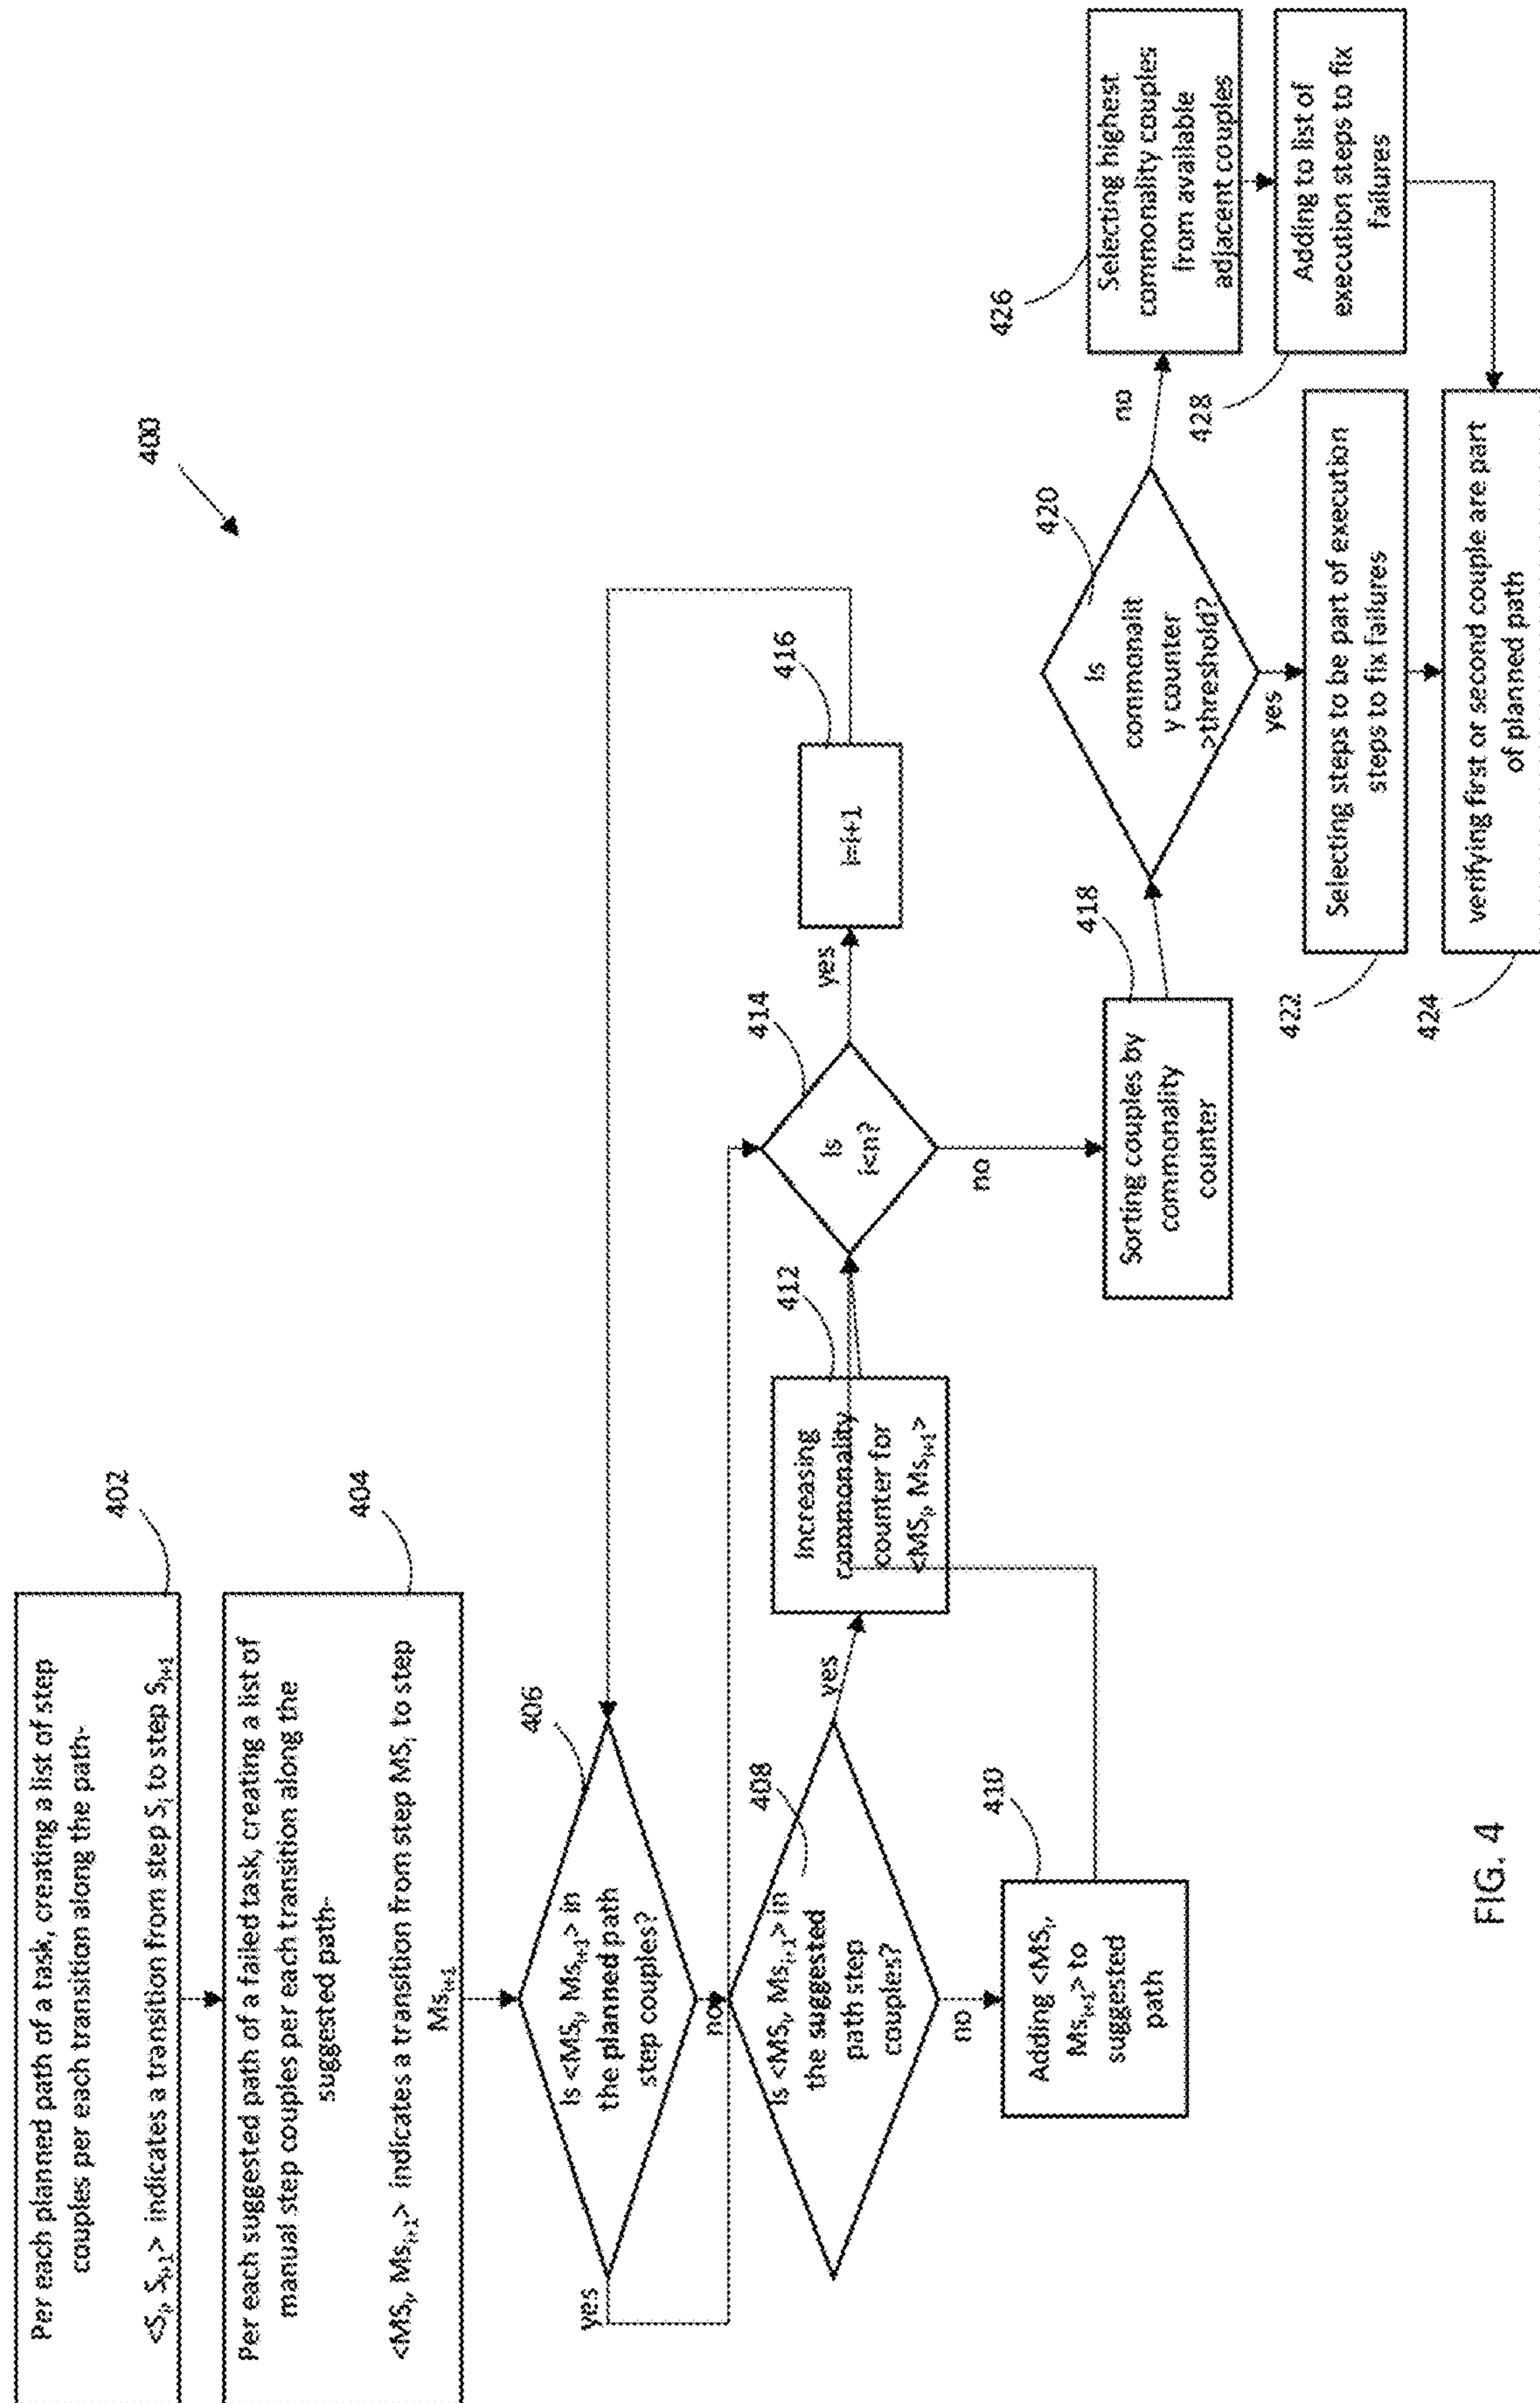 400
402
Per each planned path of a task, creating a list of step
couples per each transition along the path-
<Sᵢ, Sᵢ₊₁> indicates a transition from step Sᵢ to step Sᵢ₊₁
404
Per each suggested path of a failed task, creating a list of
manual step couples per each transition along the
suggested path-
<MSᵢ, Msᵢ₊₁> indicates a transition from step MSᵢ to step
Msᵢ₊₁
406
Is <MSᵢ, Msᵢ₊₁> in
the planned path
step couples?
yes
no
408
Is <MSᵢ, Msᵢ₊₁> in
the suggested
path step
couples?
yes
no
410
Adding <MSᵢ,
Msᵢ₊₁> to
suggested
path
412
Increasing
commonality
counter for
<MSᵢ, Msᵢ₊₁>
414
Is
i<n?
yes
no
416
i=i+1
418
Sorting couples by
commonality
counter
420
Is
commonalit
y counter
>threshold?
no
yes
422
Selecting steps to be part of execution
steps to fix failures
424
verifying first or second couple are part
of planned path
426
Selecting highest
commonality couples
from available
adjacent couples
428
Adding to list of
execution steps to fix
failures
FIG. 4